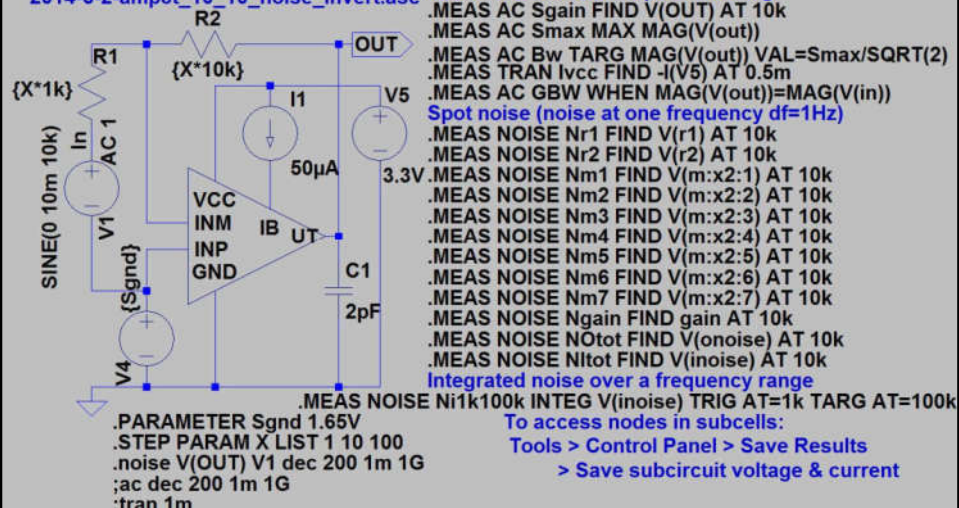 2014-6-2-ampot_10_10_noise_invert.asc
.MEAS AC Sgain FIND V(OUT) AT 10k
.MEAS AC Smax MAX MAG(V(out))
.MEAS AC Bw TARG MAG(V(out)) VAL=Smax/SQRT(2)
.MEAS TRAN Ivcc FIND -I(V5) AT 0.5m
.MEAS AC GBW WHEN MAG(V(out))=MAG(V(in))
Spot noise (noise at one frequency df=1Hz)
.MEAS NOISE Nr1 FIND V(r1) AT 10k
.MEAS NOISE Nr2 FIND V(r2) AT 10k
.MEAS NOISE Nm1 FIND V(m:x2:1) AT 10k
.MEAS NOISE Nm2 FIND V(m:x2:2) AT 10k
.MEAS NOISE Nm3 FIND V(m:x2:3) AT 10k
.MEAS NOISE Nm4 FIND V(m:x2:4) AT 10k
.MEAS NOISE Nm5 FIND V(m:x2:5) AT 10k
.MEAS NOISE Nm6 FIND V(m:x2:6) AT 10k
.MEAS NOISE Nm7 FIND V(m:x2:7) AT 10k
.MEAS NOISE Ngain FIND gain AT 10k
.MEAS NOISE NOtot FIND V(onoise) AT 10k
.MEAS NOISE NItot FIND V(inoise) AT 10k
Integrated noise over a frequency range
.MEAS NOISE Ni1k100k INTEG V(inoise) TRIG AT=1k TARG AT=100k
R2
{X*10k}
OUT
R1
{X*1k}
I1
50µA
V5
3.3V
In
AC 1
V1
SINE(0 10m 10k)
VCC
INM
INP
GND
IB
UT
C1
2pF
{Sgnd}
V4
.PARAMETER Sgnd 1.65V
.STEP PARAM X LIST 1 10 100
.noise V(OUT) V1 dec 200 1m 1G
;ac dec 200 1m 1G
;tran 1m
To access nodes in subcells:
Tools > Control Panel > Save Results
> Save subcircuit voltage & current